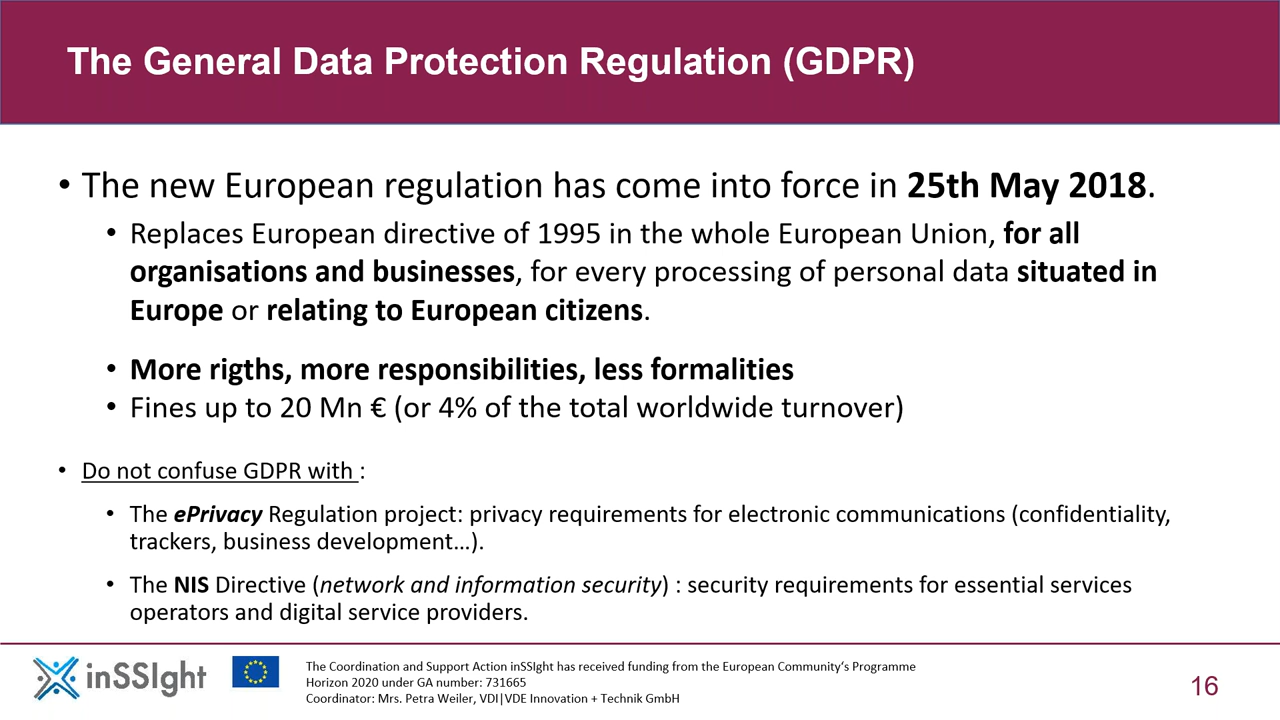 The General Data Protection Regulation (GDPR)
• The new European regulation has come into force in 25th May 2018.
• Replaces European directive of 1995 in the whole European Union, for all
organisations and businesses, for every processing of personal data situated in
Europe or relating to European citizens.
• More rigths, more responsibilities, less formalities
• Fines up to 20 Mn € (or 4% of the total worldwide turnover)
• Do not confuse GDPR with :
• The ePrivacy Regulation project: privacy requirements for electronic communications (confidentiality,
trackers, business development…).
• The NIS Directive (network and information security) : security requirements for essential services
operators and digital service providers.
inSSIght
The Coordination and Support Action inSSIght has received funding from the European Community‘s Programme
Horizon 2020 under GA number: 731665
Coordinator: Mrs. Petra Weiler, VDI|VDE Innovation + Technik GmbH
16